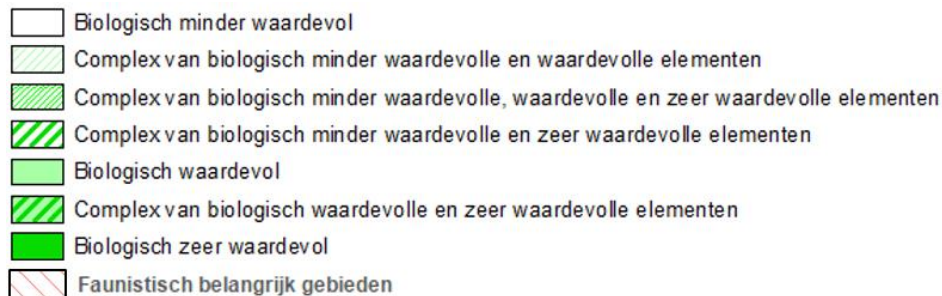 Biologisch minder waardevol
Complex van biologisch minder waardevolle en waardevolle elementen
Complex van biologisch minder waardevolle, waardevolle en zeer waardevolle elementen
Complex van biologisch minder waardevolle en zeer waardevolle elementen
Biologisch waardevol
Complex van biologisch waardevolle en zeer waardevolle elementen
Biologisch zeer waardevol
Faunistisch belangrijk gebieden